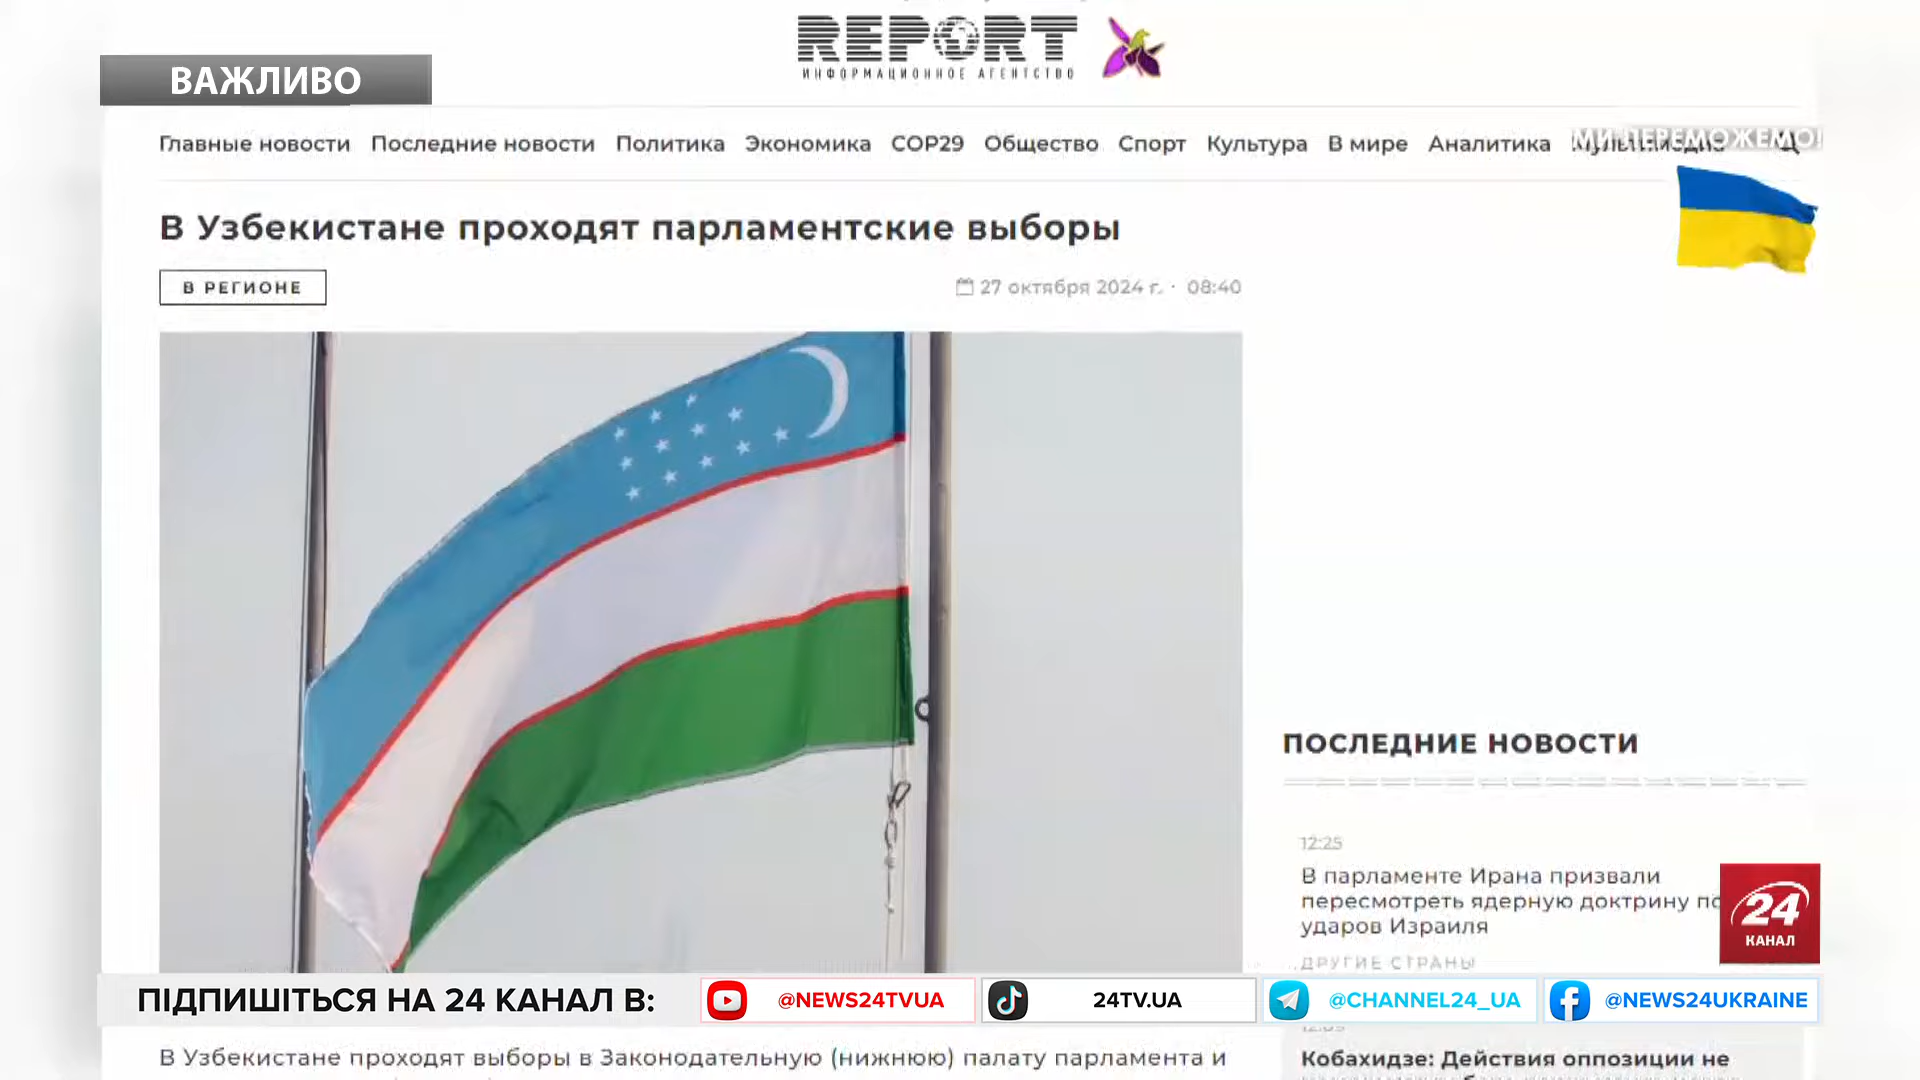 REPORT
ИНФОРМАЦИОННОЕ АГЕНТСТВО
ВАЖЛИВО
Главные новости Последние новости Политика Экономика COP29 Общество Спорт Культура В мире Аналитика Мультимедиа
МИ ПЕРЕМОЖЕМО!
В Узбекистане проходят парламентские выборы
В РЕГИОНЕ
27 октября 2024 г. · 08:40
ПОСЛЕДНИЕ НОВОСТИ
12:25
В парламенте Ирана призвали
пересмотреть ядерную доктрину
ударов Израиля
ДРУГИЕ СТРАНЫ
24
КАНАЛ
ПІДПИШІТЬСЯ НА 24 КАНАЛ В: @NEWS24TVUA 24TV.UA @CHANNEL24_UA @NEWS24UKRAINE
В Узбекистане проходят выборы в Законодательную (нижнюю) палату парламента и
Кобахидзе: Действия оппозиции не